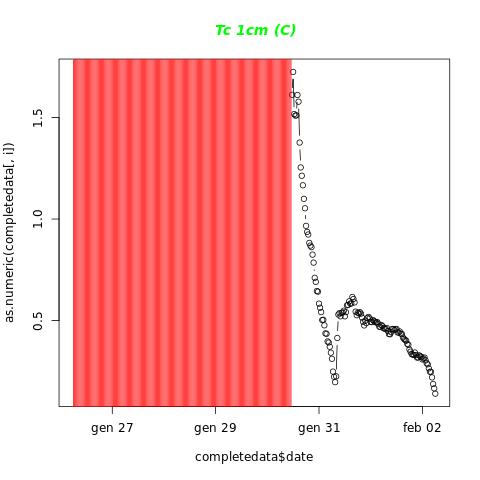 Tc 1cm (C)
as.numeric(completedata[, i])
1.5
1.0
0.5
gen 27 gen 29 gen 31 feb 02
completedata$date